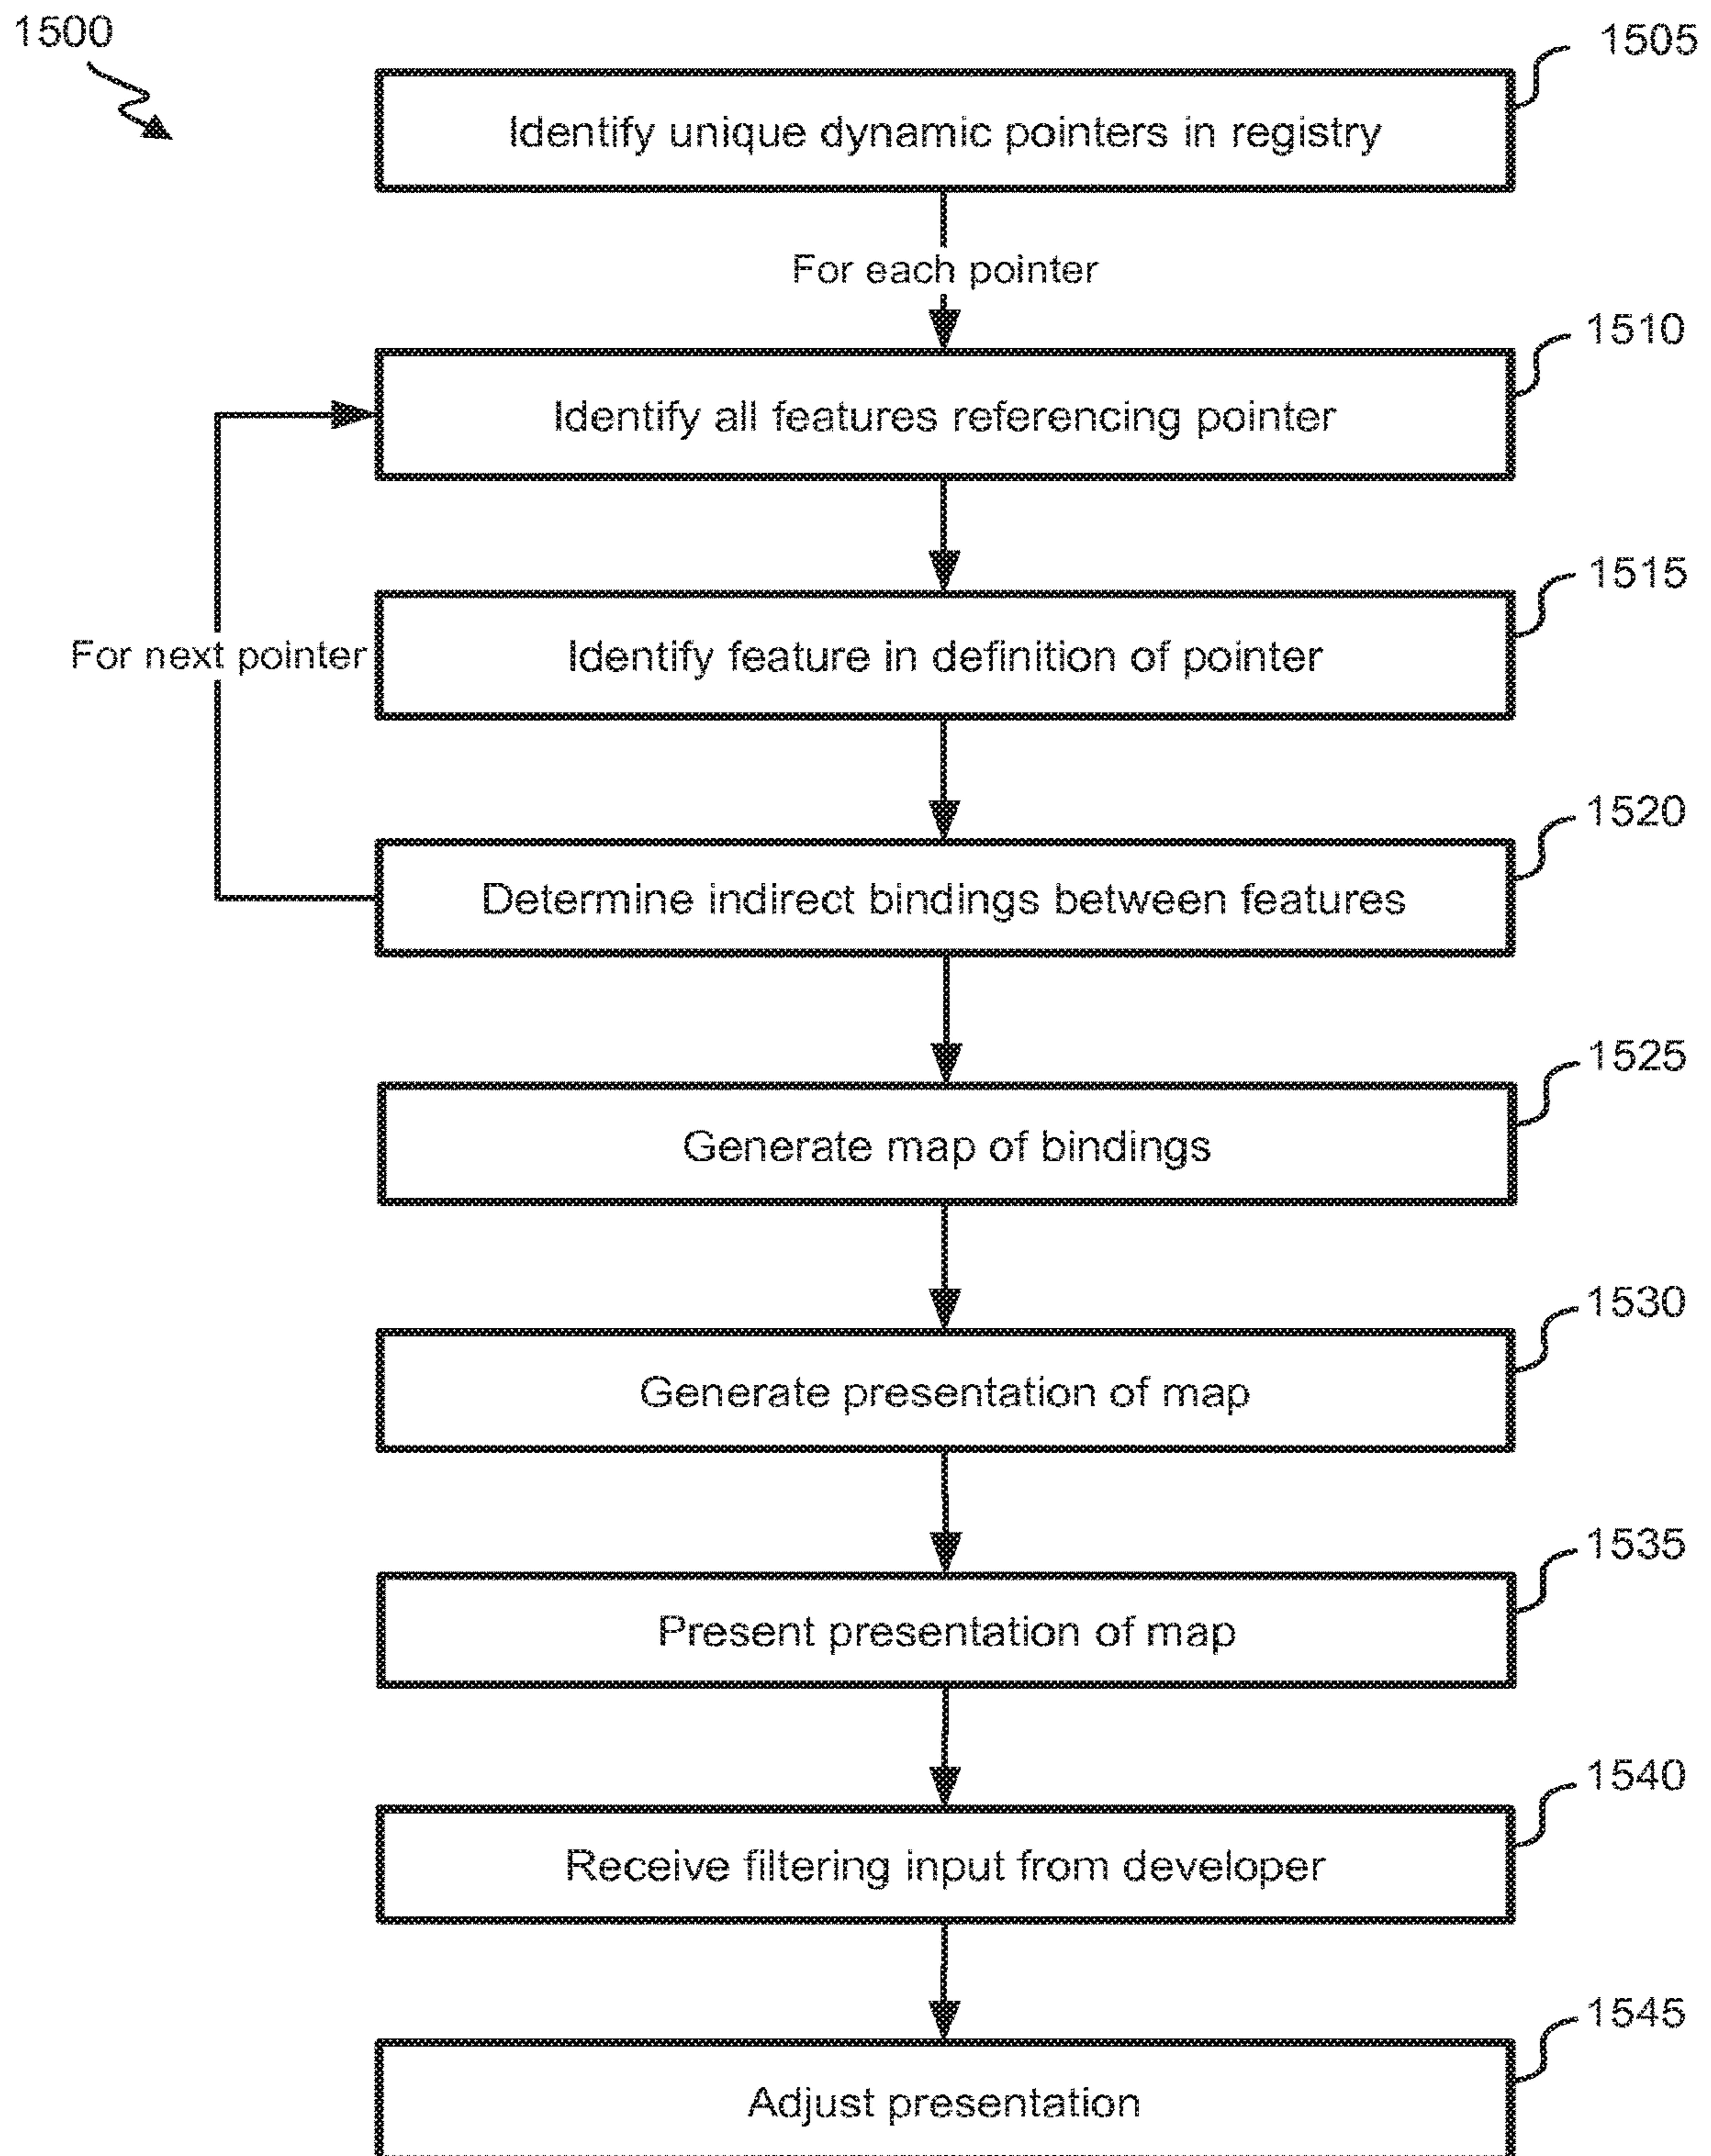 1500
1505
Identify unique dynamic pointers in registry
For each pointer
1510
Identify all features referencing pointer
1515
For next pointer
Identify feature in definition of pointer
1520
Determine indirect bindings between features
1525
Generate map of bindings
1530
Generate presentation of map
1535
Present presentation of map
1540
Receive filtering input from developer
1545
Adjust presentation